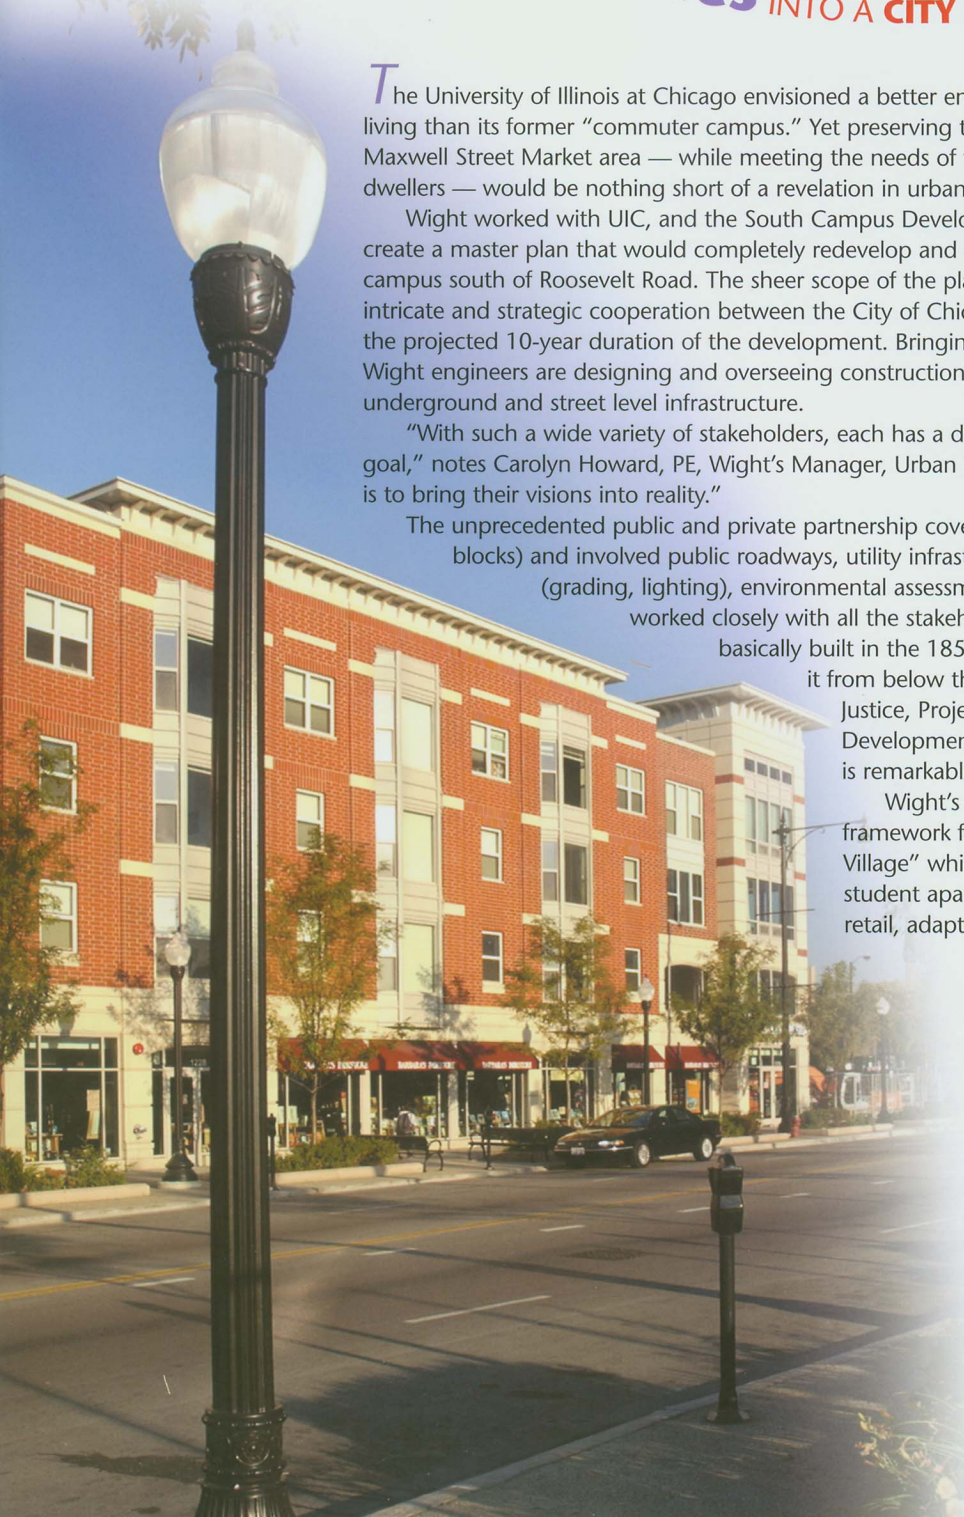 INTO A CITY
The University of Illinois at Chicago envisioned a better en
living than its former “commuter campus.” Yet preserving t
Maxwell Street Market area — while meeting the needs of
dwellers — would be nothing short of a revelation in urban
Wight worked with UIC, and the South Campus Develo
create a master plan that would completely redevelop and
campus south of Roosevelt Road. The sheer scope of the pla
intricate and strategic cooperation between the City of Chic
the projected 10-year duration of the development. Bringin
Wight engineers are designing and overseeing construction
underground and street level infrastructure.
“With such a wide variety of stakeholders, each has a d
goal,” notes Carolyn Howard, PE, Wight’s Manager, Urban
is to bring their visions into reality.”
The unprecedented public and private partnership cove
blocks) and involved public roadways, utility infras
(grading, lighting), environmental assessm
worked closely with all the stakeh
basically built in the 185
it from below th
Justice, Proje
Developmen
is remarkabl
Wight’s
framework f
Village” whi
student apa
retail, adapt
1228